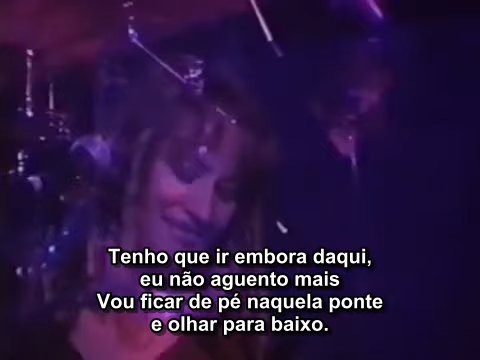 Tenho que ir embora daqui,
eu não aguento mais
Vou ficar de pé naquela ponte
e olhar para baixo.